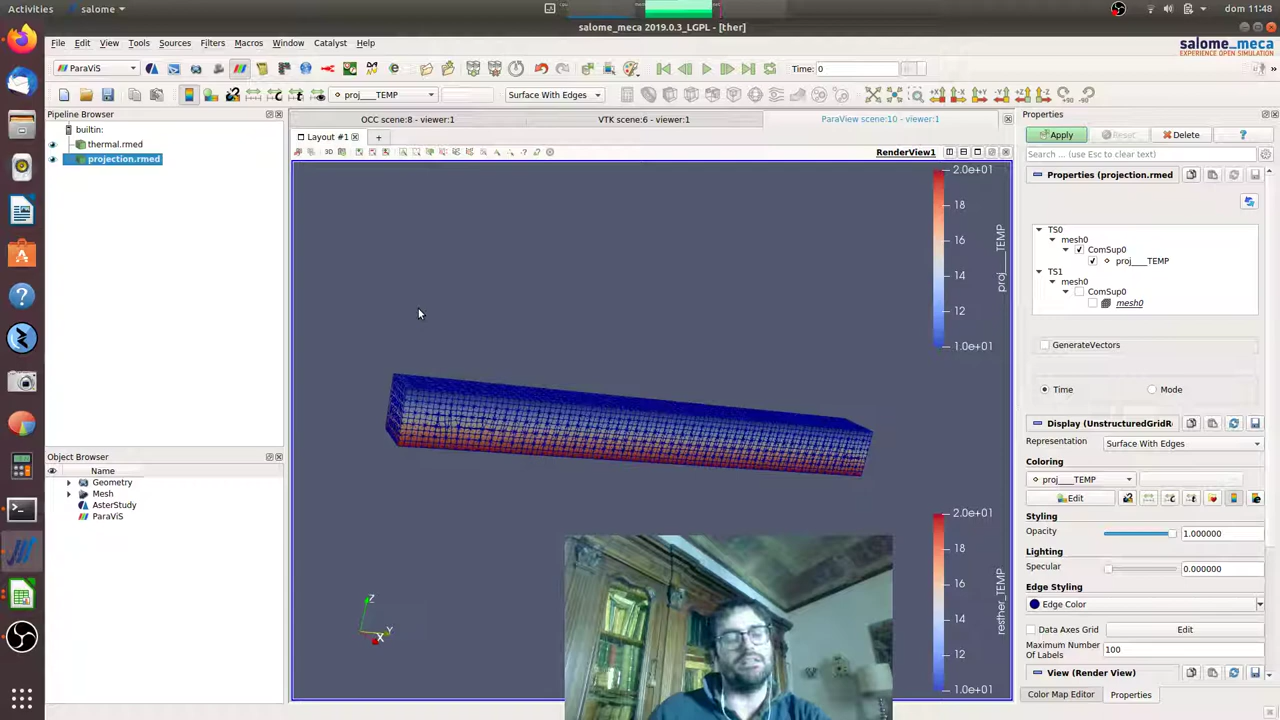 Activities
salome
dom 11:48
salome_meca 2019.0.3_LGPL - [ther]
File Edit View Tools Sources Filters Macros Window Catalyst Help
salome_meca
EXPERIENCE OPEN SIMULATION
ParaViS
Time: 0
proj____TEMP
Surface With Edges
+X -X +Y -Y +Z -Z
Pipeline Browser
OCC scene:8 - viewer:1
VTK scene:6 - viewer:1
ParaView scene:10 - viewer:1
Properties
builtin:
thermal.rmed
projection.rmed
Layout #1
+
3D
RenderView1
Apply
Reset
Delete
?
Search ... (use Esc to clear text)
Properties (projection.rmed
TS0
mesh0
ComSup0
proj____TEMP
TS1
mesh0
ComSup0
mesh0
GenerateVectors
Time
Mode
Display (UnstructuredGridR
Representation
Surface With Edges
Coloring
proj____TEMP
Edit
Styling
Opacity
1.000000
Lighting
Specular
0.000000
Edge Styling
Edge Color
Data Axes Grid
Edit
Maximum Number Of Labels
100
View (Render View)
Color Map Editor
Properties
2.0e+01
18
16
14
12
1.0e+01
proj____TEMP
2.0e+01
18
16
14
12
1.0e+01
resther_TEMP
Z
Y
X
Object Browser
Name
Geometry
Mesh
AsterStudy
ParaViS